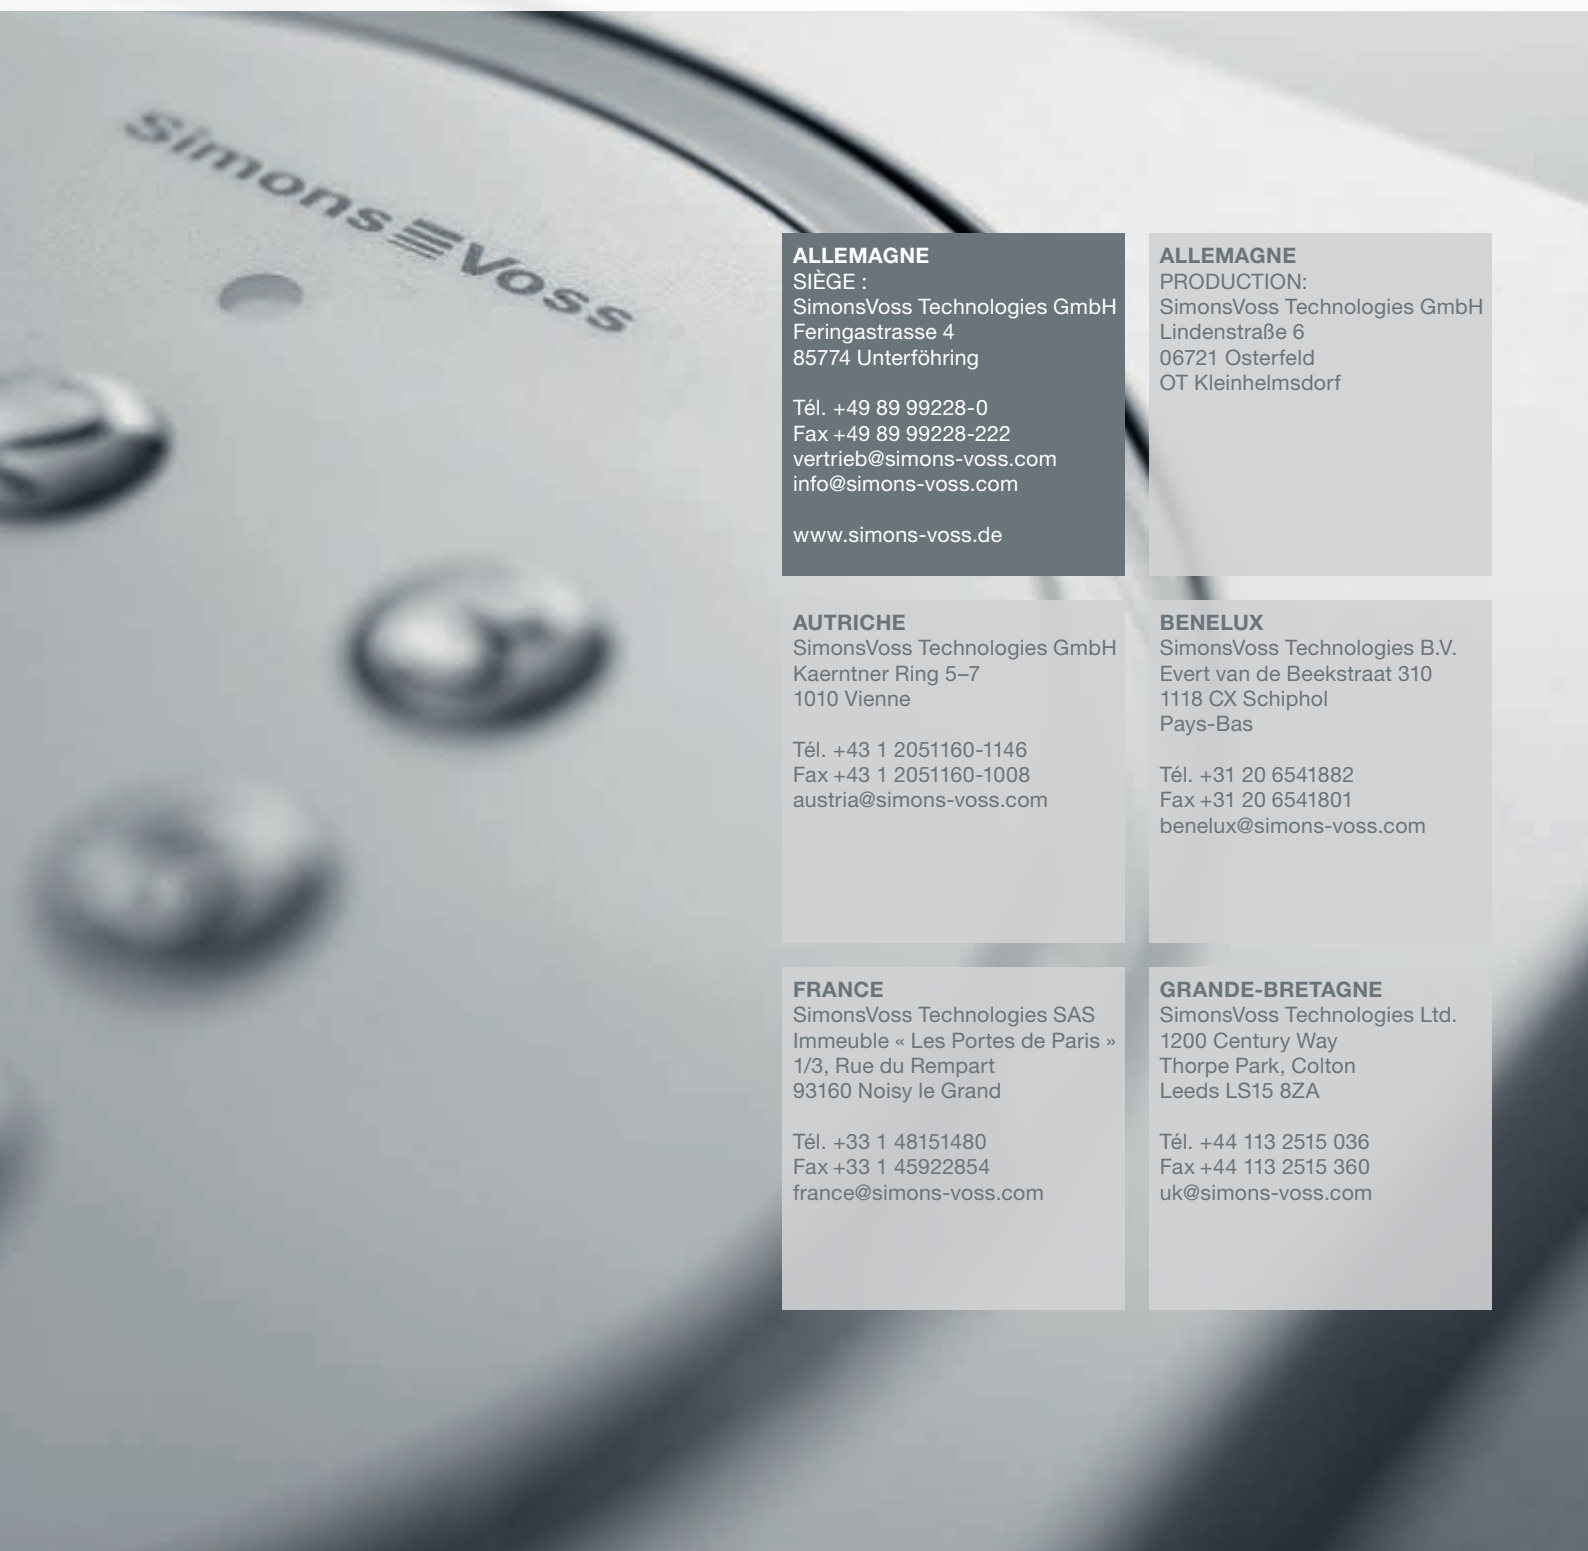 Simons Voss
ALLEMAGNE
SIÈGE :
SimonsVoss Technologies GmbH
Feringastrasse 4
85774 Unterföhring
Tél. +49 89 99228-0
Fax +49 89 99228-222
vertrieb@simons-voss.com
info@simons-voss.com
www.simons-voss.de
ALLEMAGNE
PRODUCTION:
SimonsVoss Technologies GmbH
Lindenstraße 6
06721 Osterfeld
OT Kleinhelmsdorf
AUTRICHE
SimonsVoss Technologies GmbH
Kaerntner Ring 5–7
1010 Vienne
Tél. +43 1 2051160-1146
Fax +43 1 2051160-1008
austria@simons-voss.com
BENELUX
SimonsVoss Technologies B.V.
Evert van de Beekstraat 310
1118 CX Schiphol
Pays-Bas
Tél. +31 20 6541882
Fax +31 20 6541801
benelux@simons-voss.com
FRANCE
SimonsVoss Technologies SAS
Immeuble « Les Portes de Paris »
1/3, Rue du Rempart
93160 Noisy le Grand
Tél. +33 1 48151480
Fax +33 1 45922854
france@simons-voss.com
GRANDE-BRETAGNE
SimonsVoss Technologies Ltd.
1200 Century Way
Thorpe Park, Colton
Leeds LS15 8ZA
Tél. +44 113 2515 036
Fax +44 113 2515 360
uk@simons-voss.com